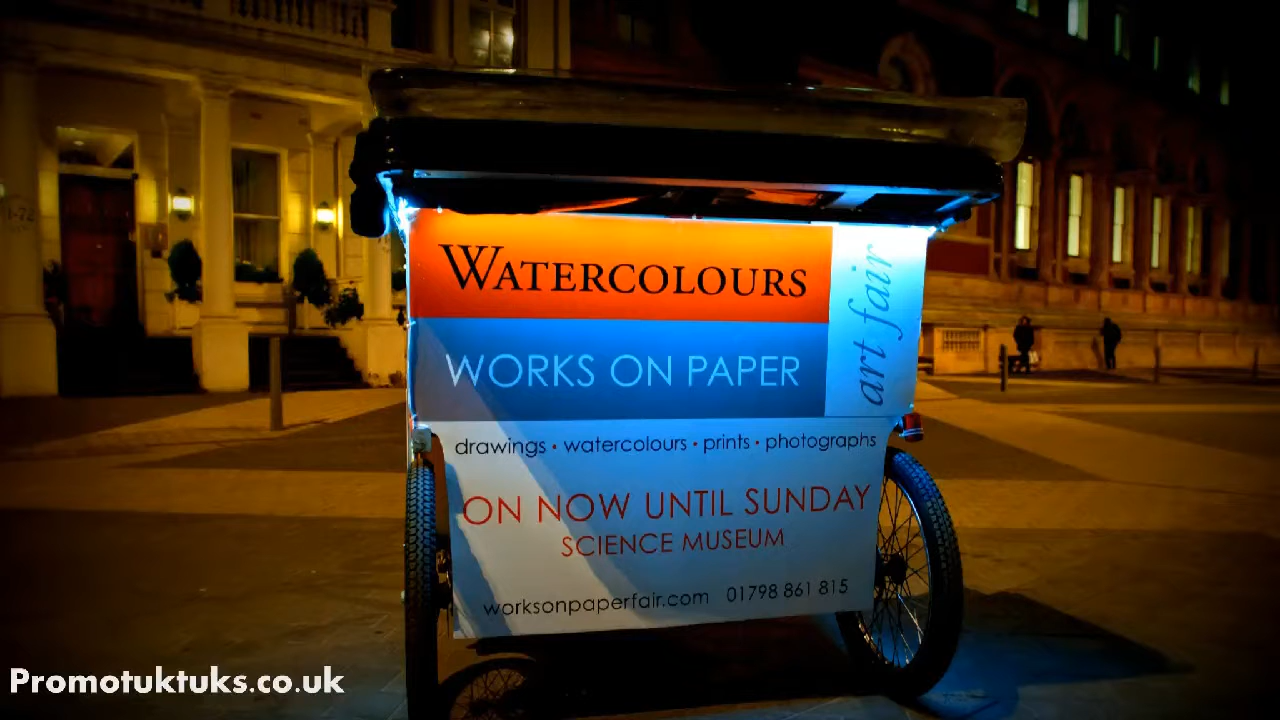 WATERCOLOURS
WORKS ON PAPER
art fair
drawings • watercolours • prints • photographs
ON NOW UNTIL SUNDAY
SCIENCE MUSEUM
worksonpaperfair.com 01798 861 815
Promotuktuks.co.uk